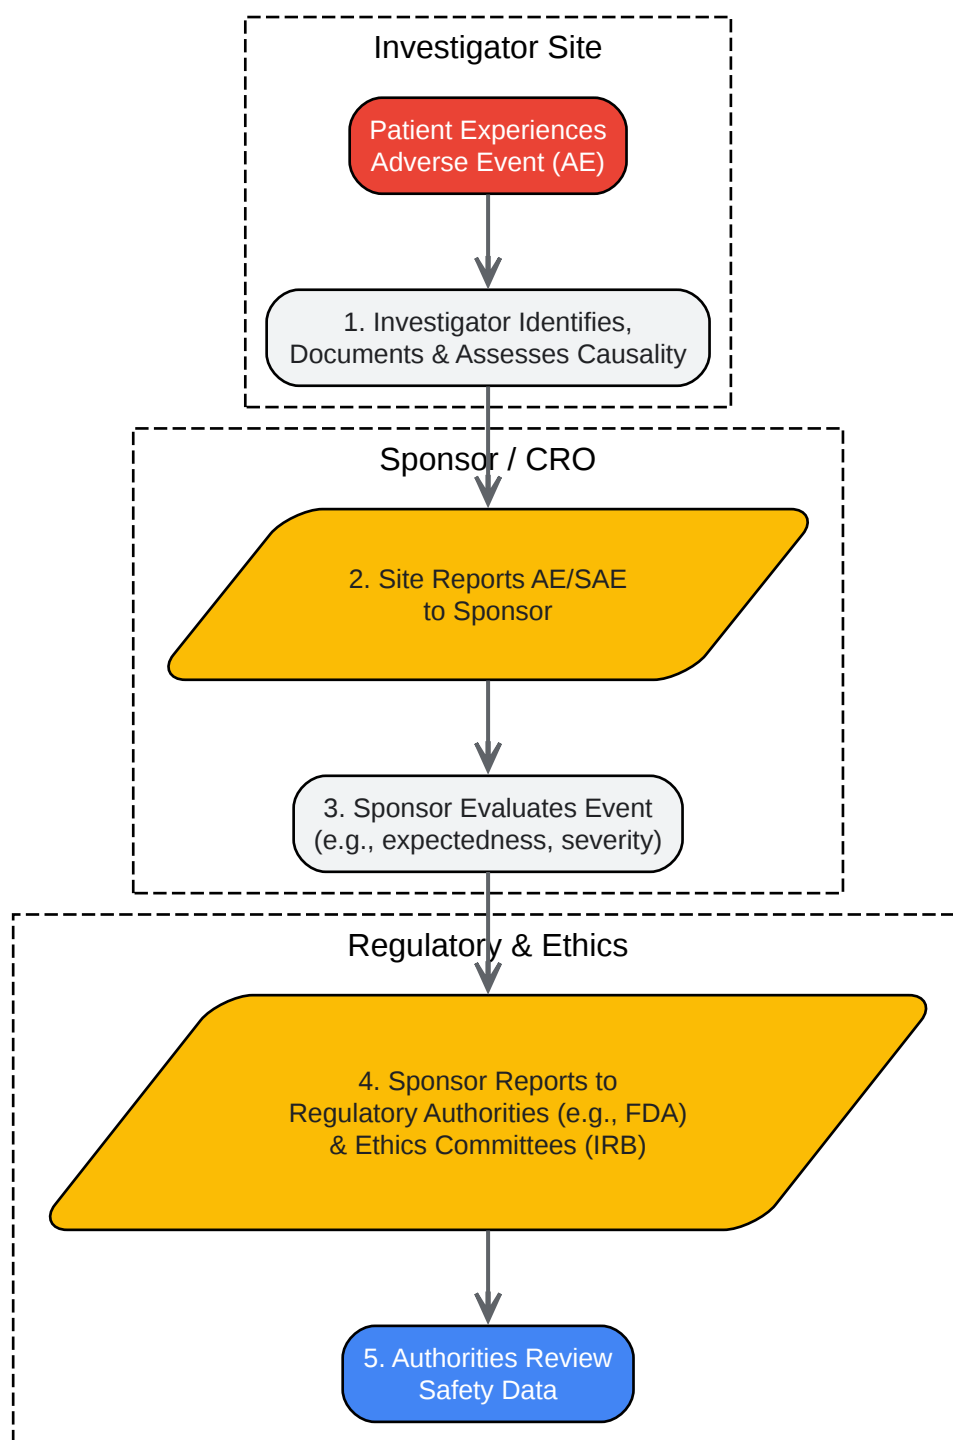 Investigator Site
Patient Experiences
Adverse Event (AE)
1. Investigator Identifies,
Documents & Assesses Causality
Sponsor / CRO
2. Site Reports AE/SAE
to Sponsor
3. Sponsor Evaluates Event
(e.g., expectedness, severity)
Regulatory & Ethics
4. Sponsor Reports to
Regulatory Authorities (e.g., FDA)
& Ethics Committees (IRB)
5. Authorities Review
Safety Data